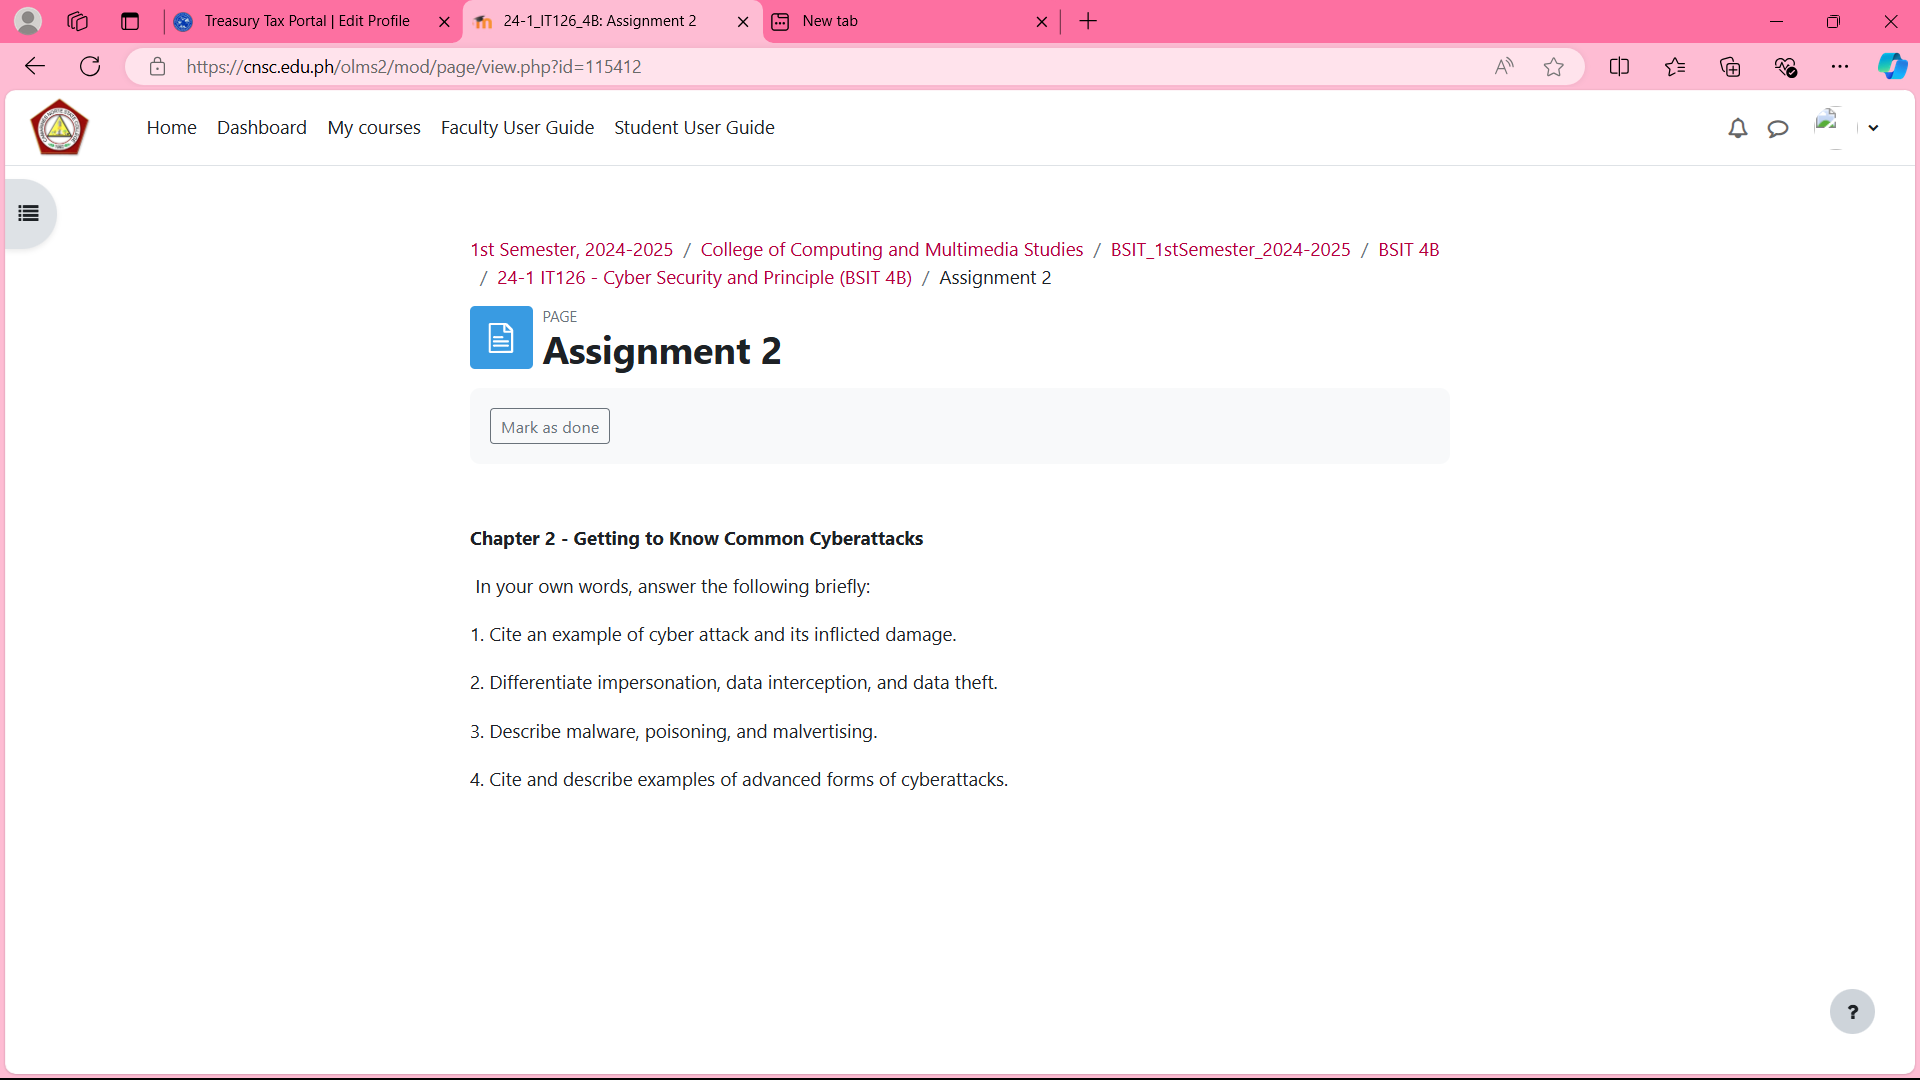 Treasury Tax Portal | Edit Profile
24-1_IT126_4B: Assignment 2
New tab
https://cnsc.edu.ph/olms2/mod/page/view.php?id=115412
Home Dashboard My courses Faculty User Guide Student User Guide
1st Semester, 2024-2025 / College of Computing and Multimedia Studies / BSIT_1stSemester_2024-2025 / BSIT 4B
/ 24-1 IT126 - Cyber Security and Principle (BSIT 4B) / Assignment 2
PAGE
Assignment 2
Mark as done
Chapter 2 - Getting to Know Common Cyberattacks
In your own words, answer the following briefly:
1. Cite an example of cyber attack and its inflicted damage.
2. Differentiate impersonation, data interception, and data theft.
3. Describe malware, poisoning, and malvertising.
4. Cite and describe examples of advanced forms of cyberattacks.
?